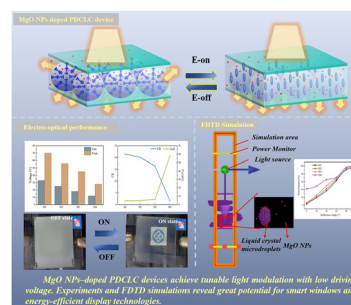 MgO NPs doped PDCLC device
E-on
E-off
Electro-optical performance
FDTD Simulation
Simulation area
Power Monitor
Light source
OFF state
ON
OFF
ON state
Liquid crystal
microdroplets
MgO NPs
MgO NPs–doped PDCLC devices achieve tunable light modulation with low drivin
voltage. Experiments and FDTD simulations reveal great potential for smart windows an
energy-efficient display technologies.